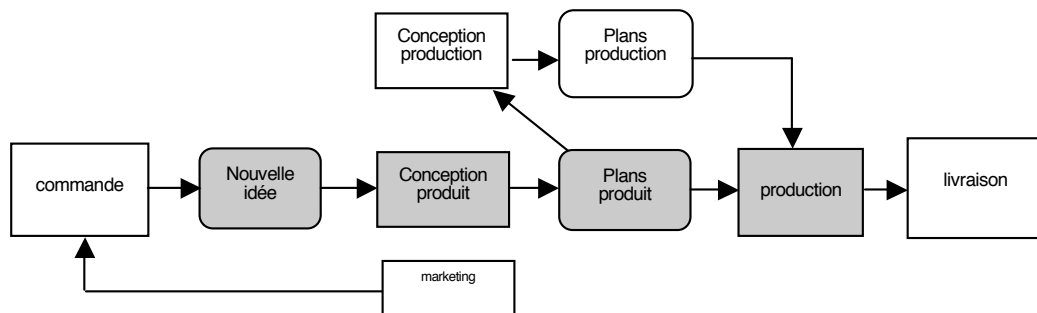 Conception
production
Plans
production
commande
Nouvelle
idée
Conception
produit
Plans
produit
production
livraison
marketing